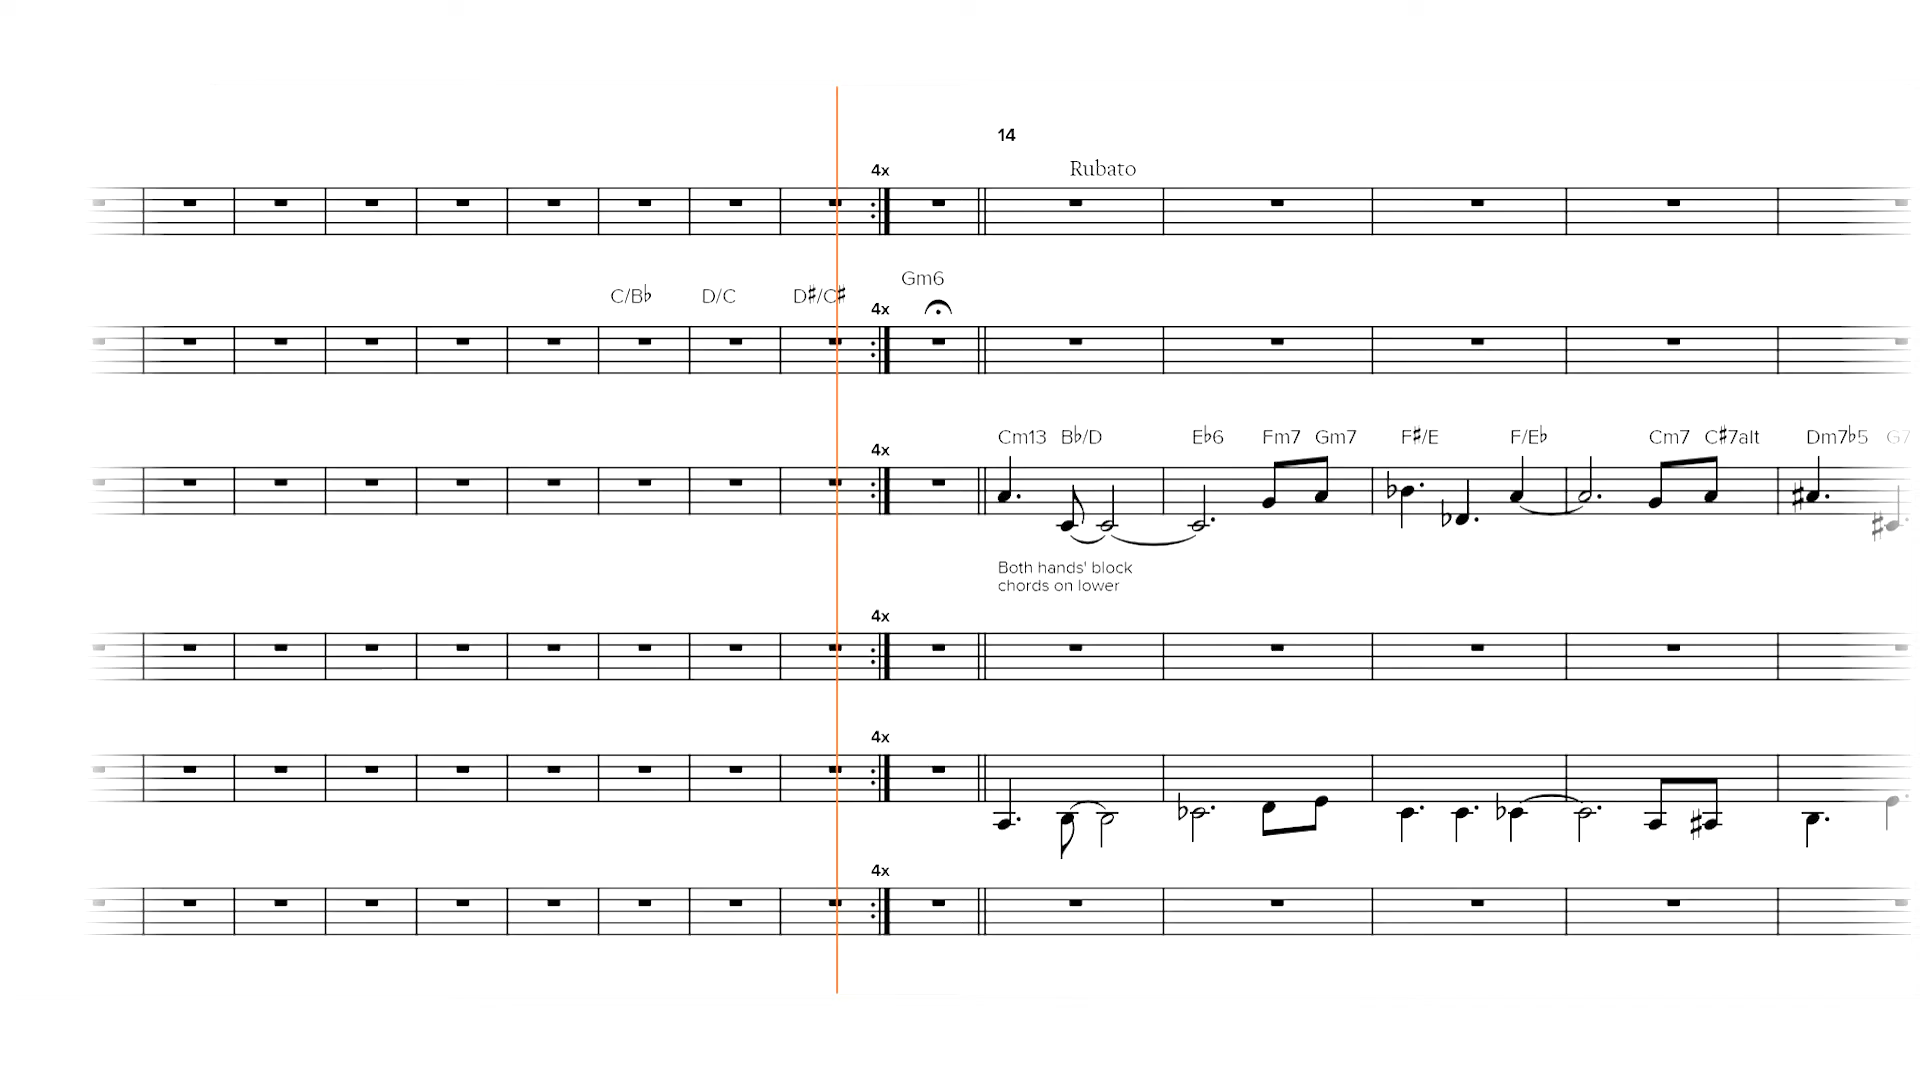 14
4x
Rubato
Gm6
C/B♭ D/C D♯/C♯
4x
Cm13 B♭/D E♭6 Fm7 Gm7 F♯/E F/E♭ Cm7 C♯7alt Dm7♭5 G7
4x
Both hands' block
chords on lower
4x
4x
4x